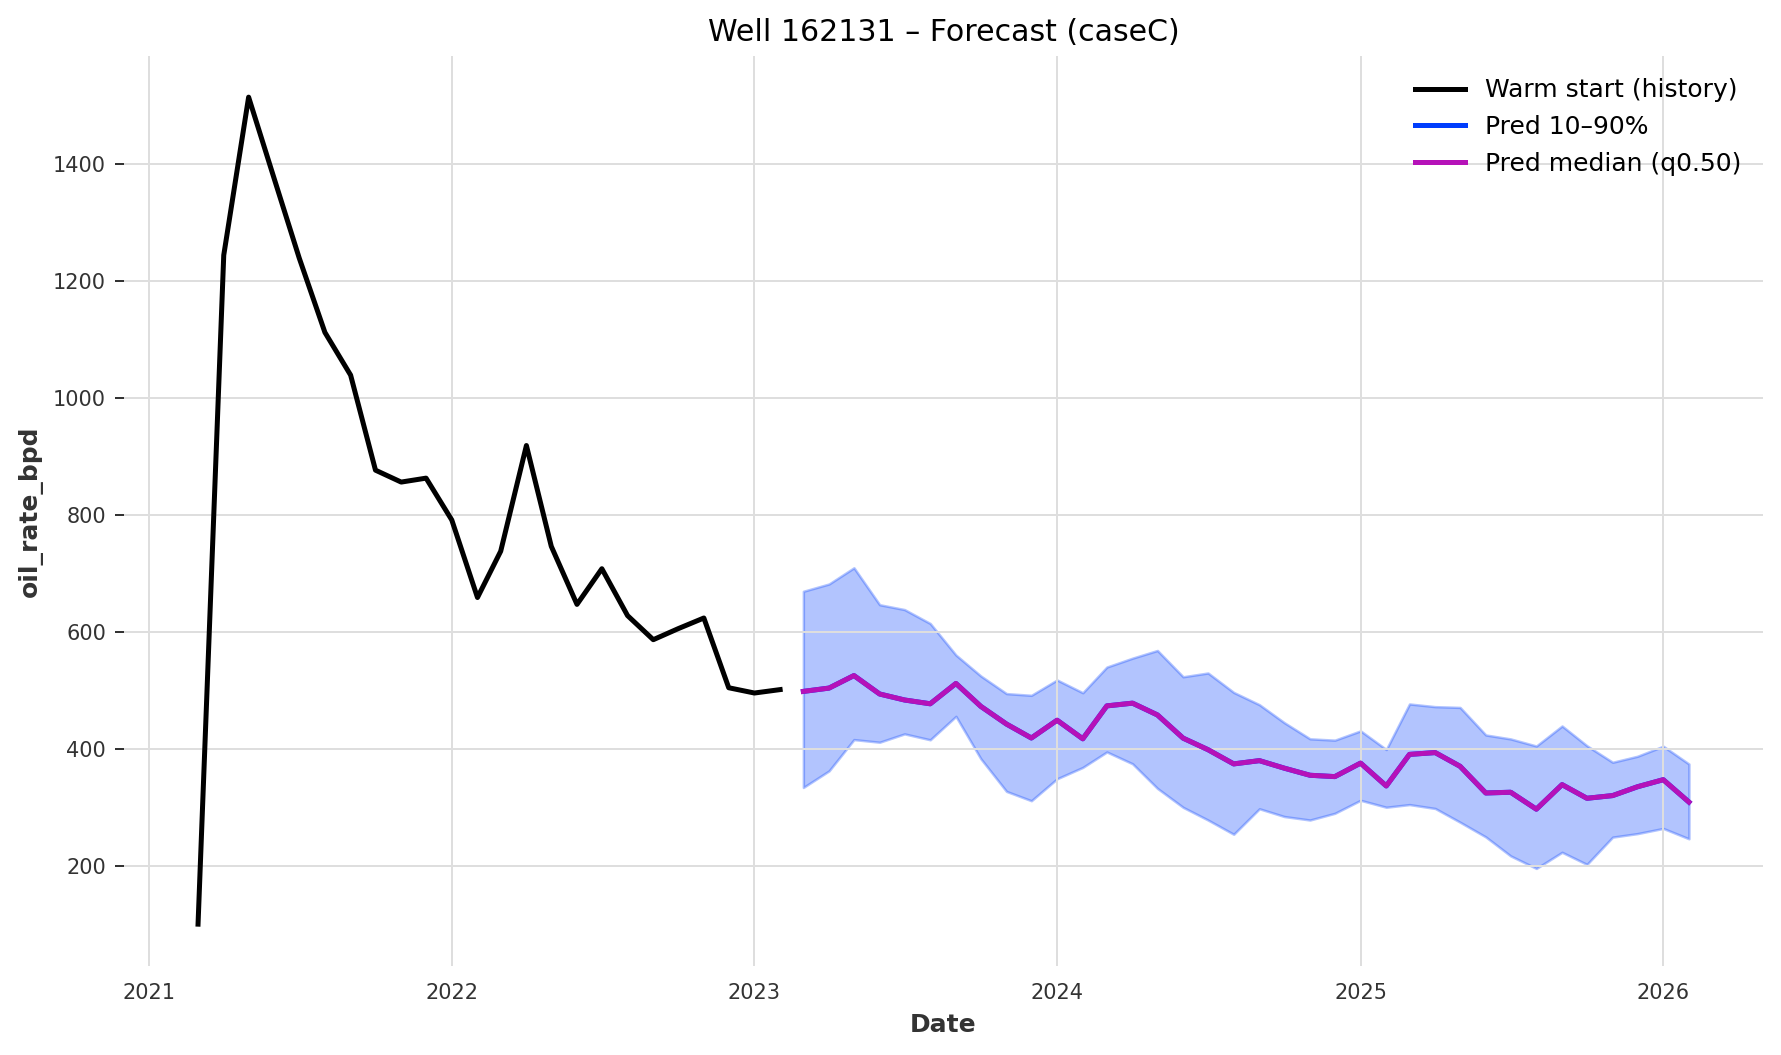 Well 162131 – Forecast (caseC)
Warm start (history)
Pred 10–90%
Pred median (q0.50)
oil_rate_bpd
1400
1200
1000
800
600
400
200
2021 2022 2023 2024 2025 2026
Date